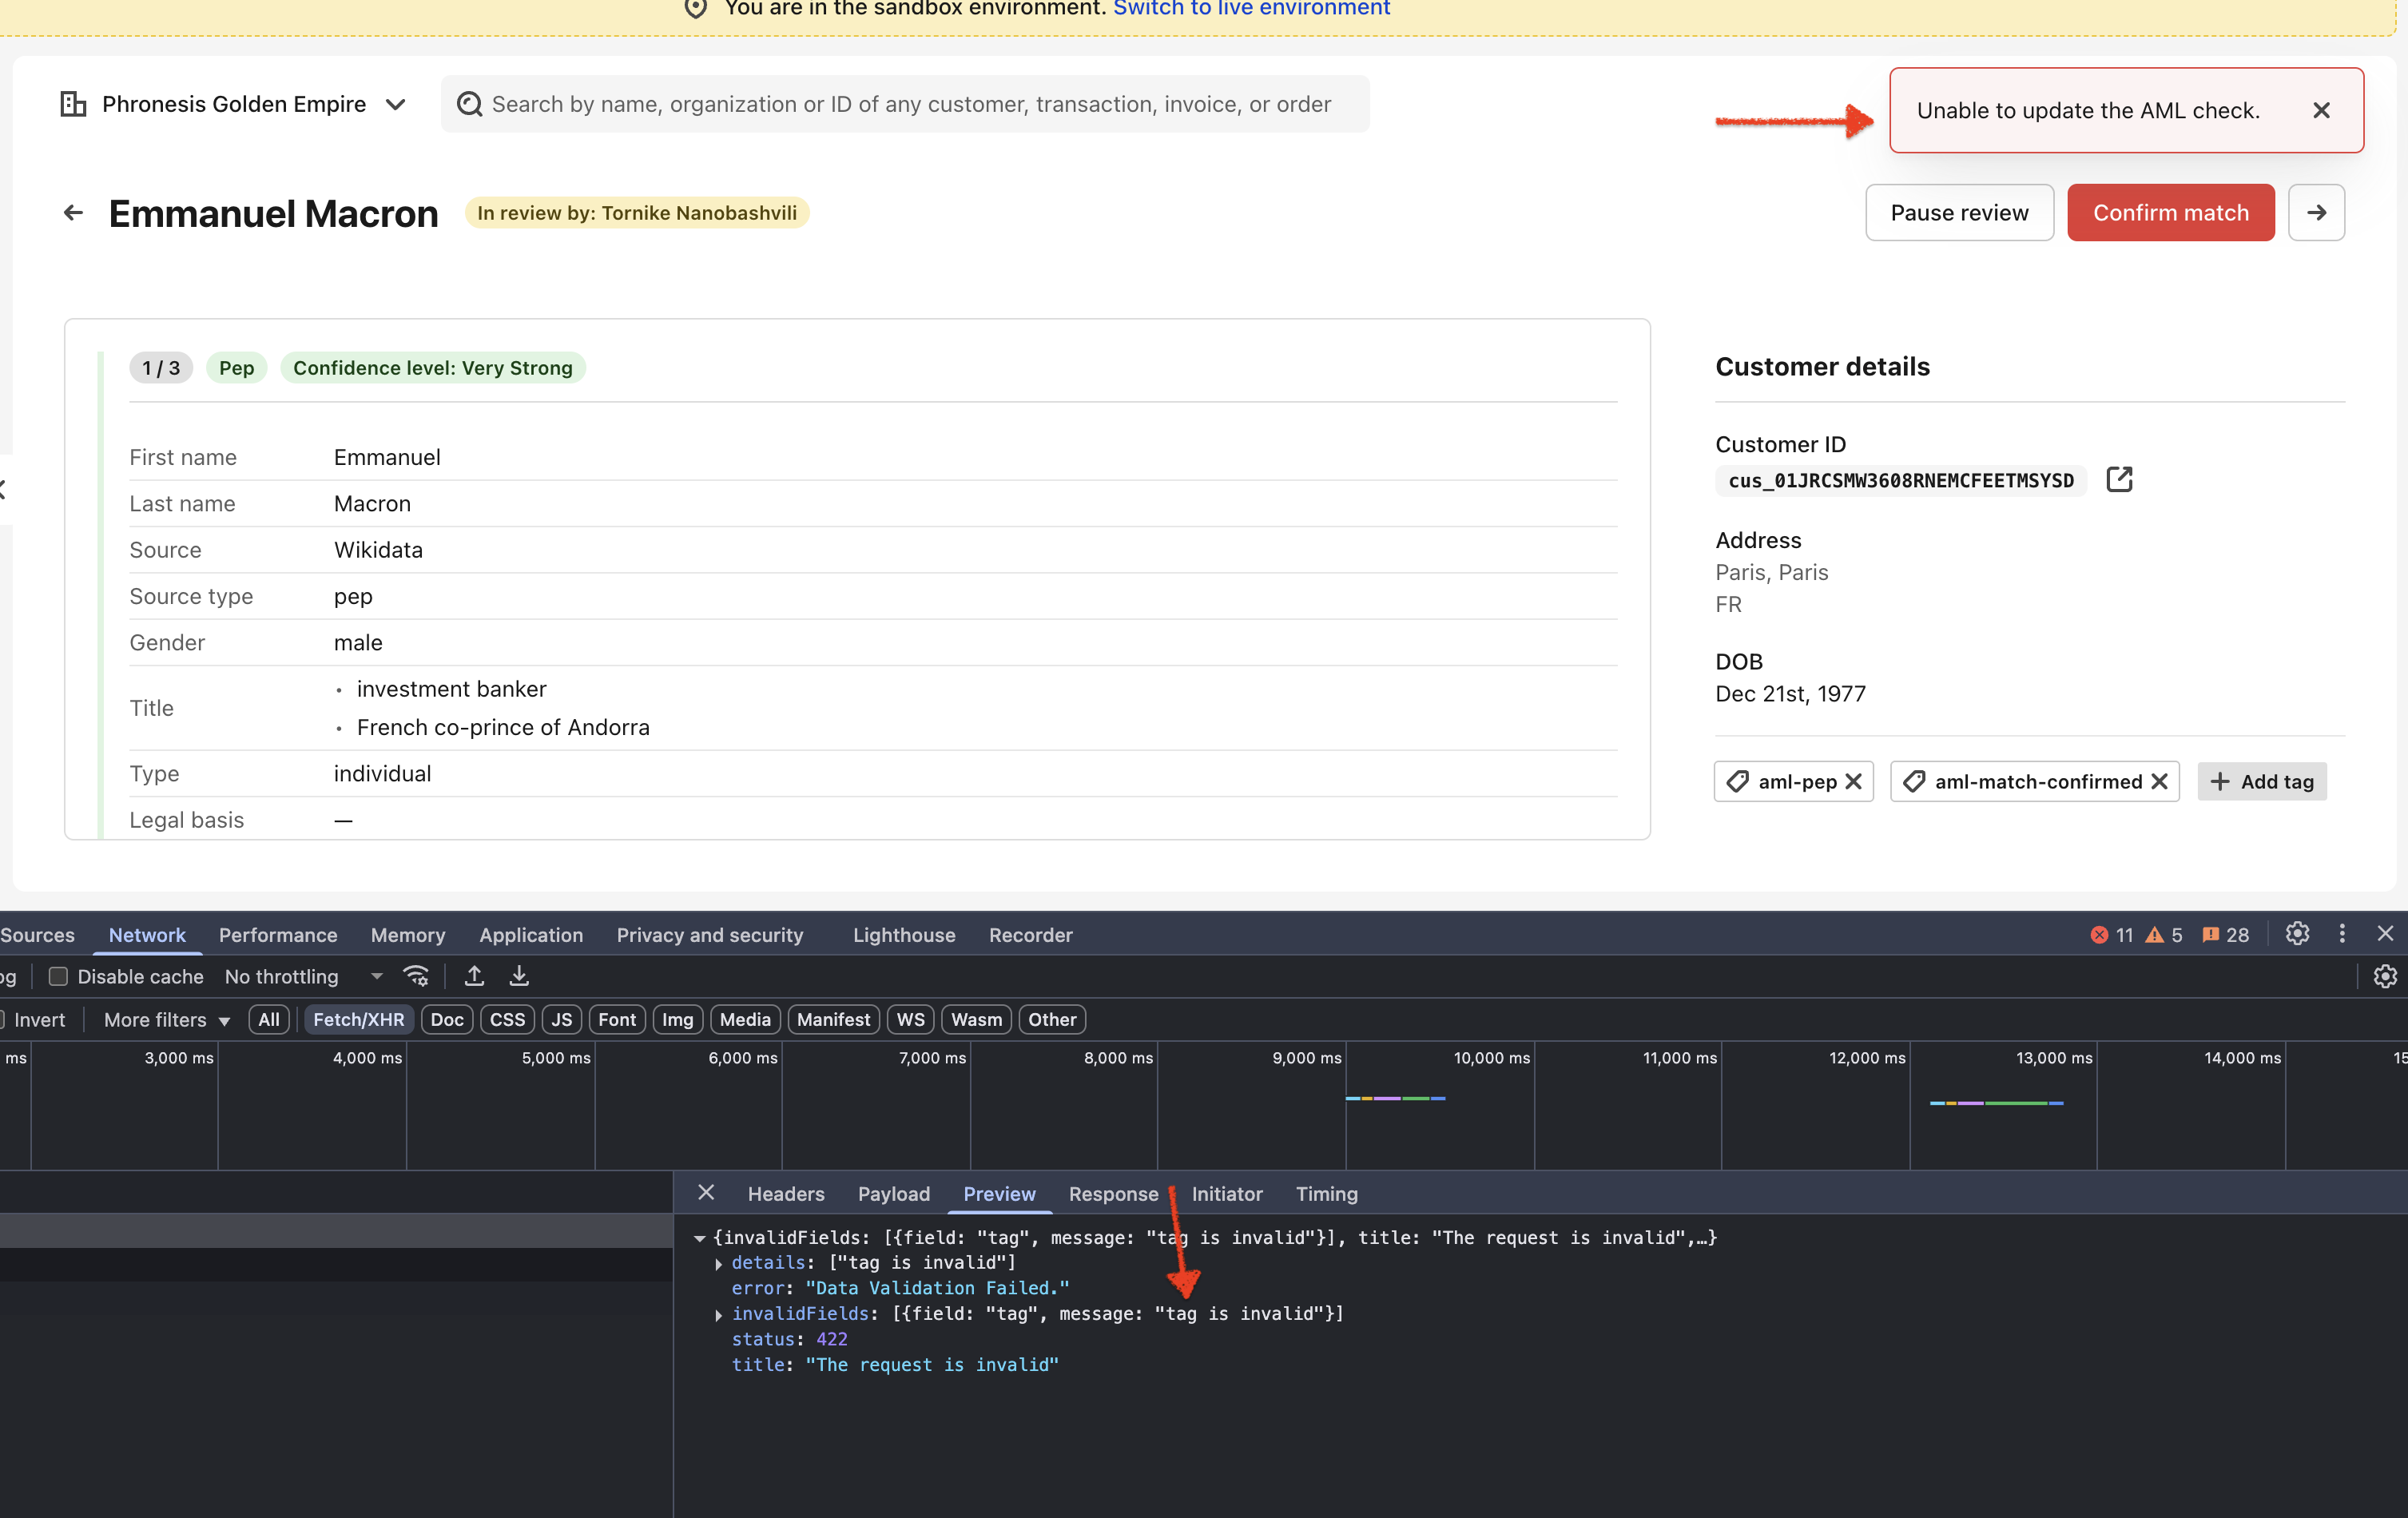 You are in the sandbox environment. Switch to live environment
Phronesis Golden Empire
Search by name, organization or ID of any customer, transaction, invoice, or order
Unable to update the AML check.
Emmanuel Macron
In review by: Tornike Nanobashvili
Pause review
Confirm match
1 / 3
Pep
Confidence level: Very Strong
First name Emmanuel
Last name Macron
Source Wikidata
Source type pep
Gender male
Title
• investment banker
• French co-prince of Andorra
Type individual
Legal basis —
Customer details
Customer ID
cus_01JRCSMW3608RNEMCFEETMSYSD
Address
Paris, Paris
FR
DOB
Dec 21st, 1977
aml-pep
aml-match-confirmed
+ Add tag
Sources Network Performance Memory Application Privacy and security Lighthouse Recorder 11 5 28
og Disable cache No throttling
Invert More filters All Fetch/XHR Doc CSS JS Font Img Media Manifest WS Wasm Other
ms 3,000 ms 4,000 ms 5,000 ms 6,000 ms 7,000 ms 8,000 ms 9,000 ms 10,000 ms 11,000 ms 12,000 ms 13,000 ms 14,000 ms 15
Headers Payload Preview Response Initiator Timing
{invalidFields: [{field: "tag", message: "tag is invalid"}], title: "The request is invalid",…}
details: ["tag is invalid"]
error: "Data Validation Failed."
invalidFields: [{field: "tag", message: "tag is invalid"}]
status: 422
title: "The request is invalid"